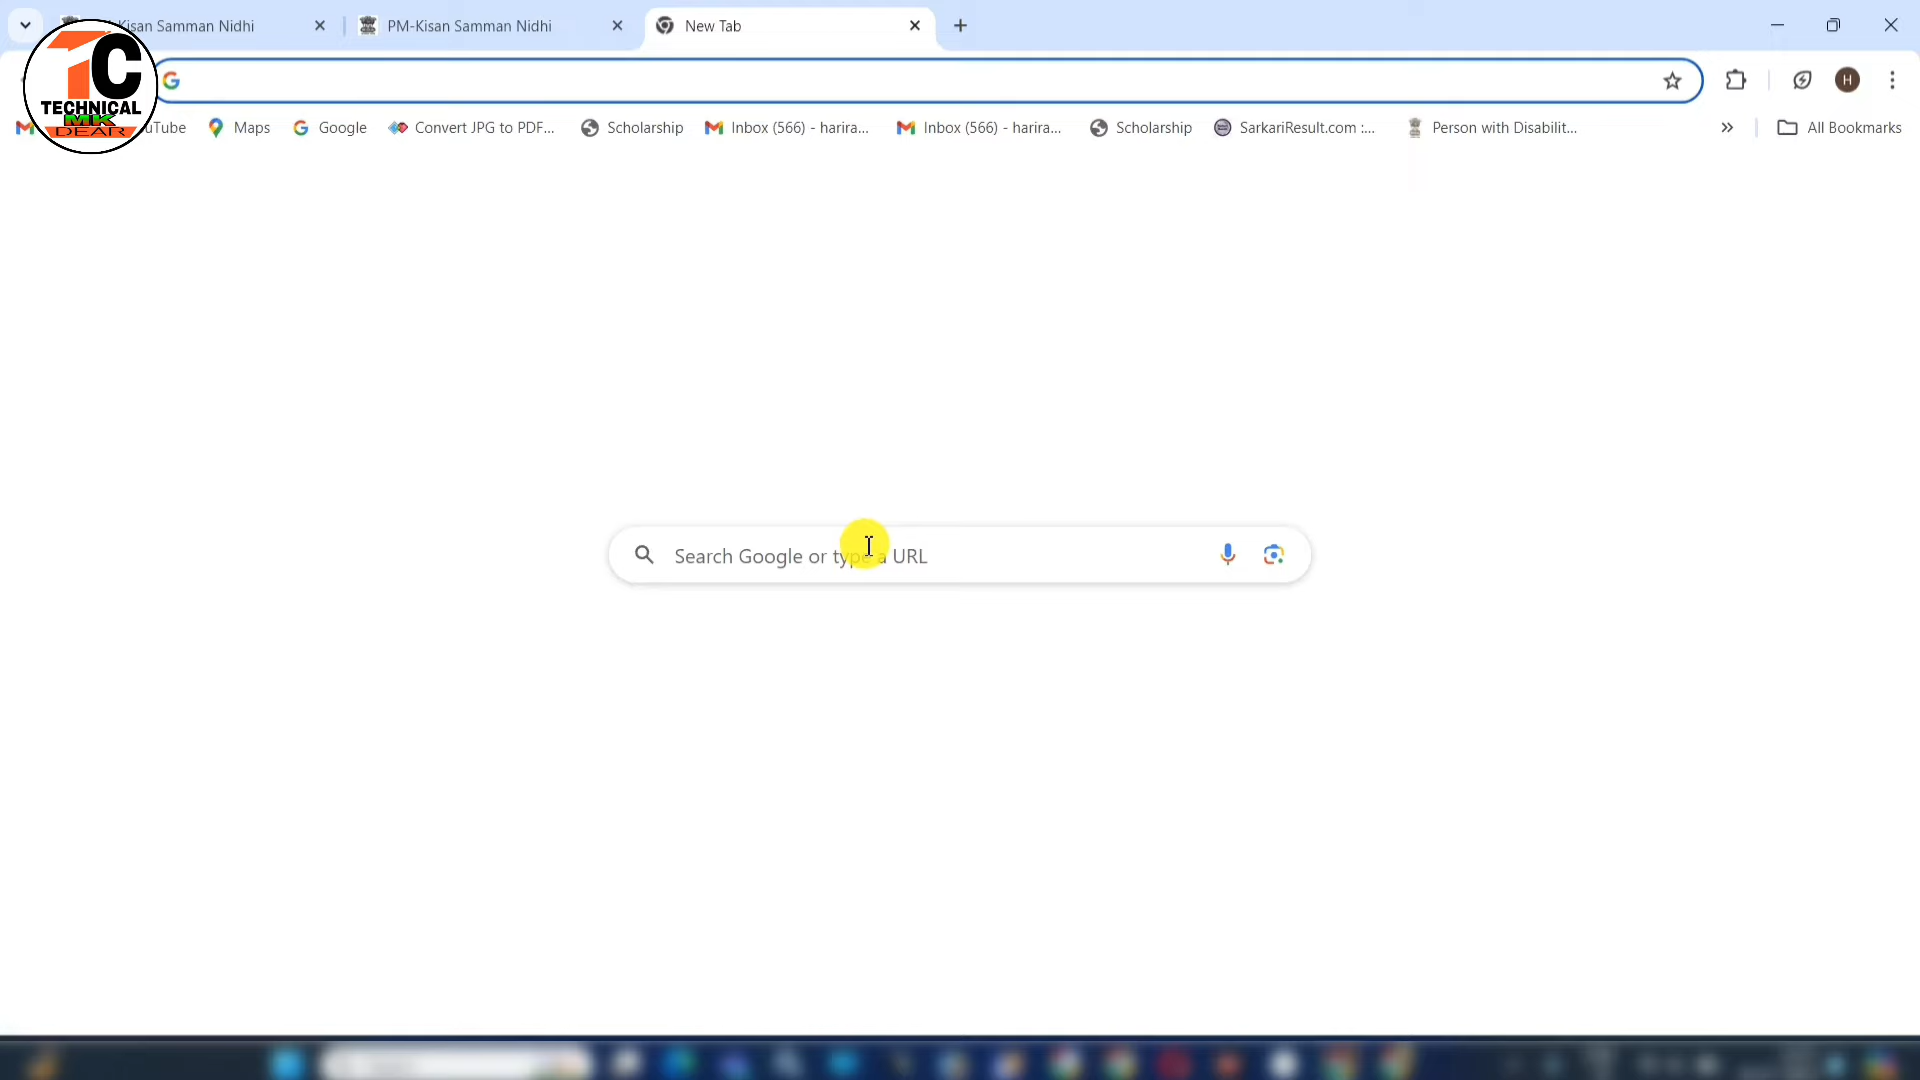 Kisan Samman Nidhi
PM-Kisan Samman Nidhi
New Tab
TC
TECHNICAL
MK
DEAR
uTube
Maps
Google
Convert JPG to PDF...
Scholarship
Inbox (566) - harira...
Inbox (566) - harira...
Scholarship
SarkariResult.com :...
Person with Disabilit...
All Bookmarks
H
Search Google or type a URL